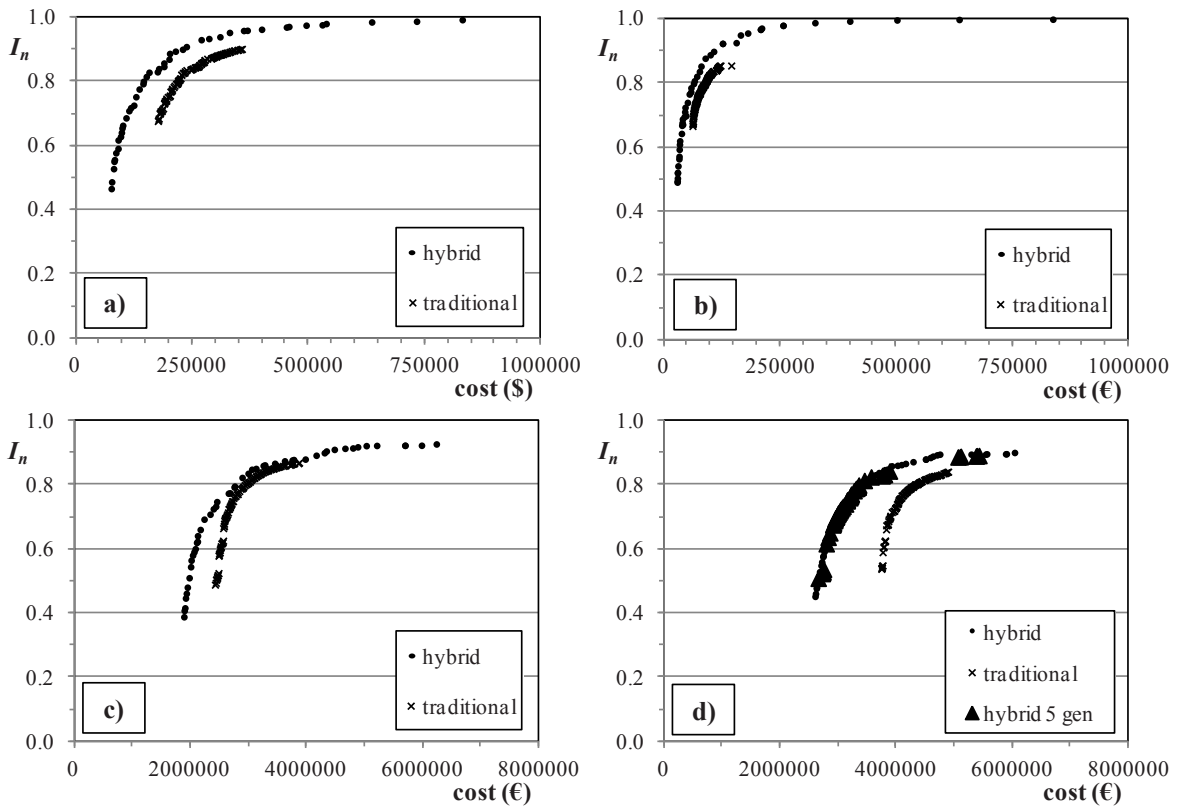 1.0
I_n
0.8
0.6
0.4
0.2
0.0
hybrid
traditional
a)
0 250000 500000 750000 1000000
cost ($)
1.0
I_n
0.8
0.6
0.4
0.2
0.0
hybrid
traditional
b)
0 250000 500000 750000 1000000
cost (€)
1.0
I_n
0.8
0.6
0.4
0.2
0.0
hybrid
traditional
c)
0 2000000 4000000 6000000 8000000
cost (€)
1.0
I_n
0.8
0.6
0.4
0.2
0.0
hybrid
traditional
hybrid 5 gen
d)
0 2000000 4000000 6000000 8000000
cost (€)